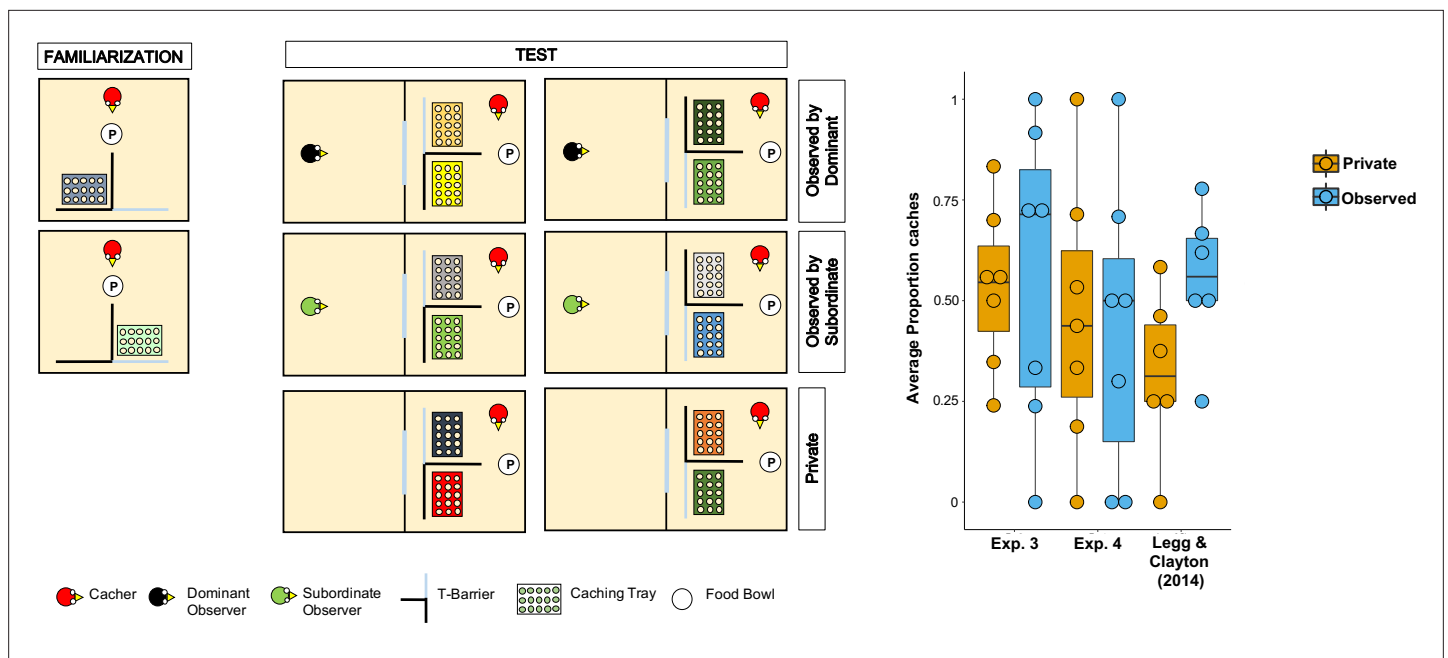 FAMILIARIZATION
TEST
P
P
P
P
P
P
P
P
Observed by
Dominant
Observed by
Subordinate
Private
Cacher
Dominant
Observer
Subordinate
Observer
T-Barrier
Caching Tray
Food Bowl
Average Proportion caches
1
0.75
0.50
0.25
0
Exp. 3
Exp. 4
Legg &
Clayton
(2014)
Private
Observed